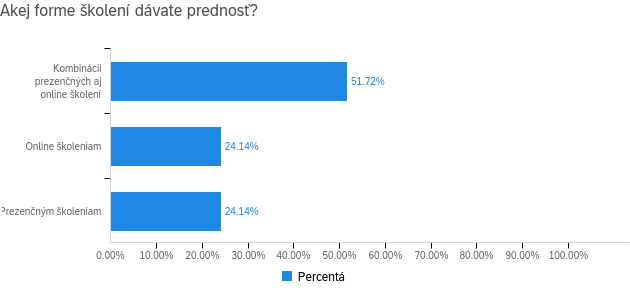 Akej forme školení dávate prednosť?
Kombinácii
prezenčných aj
online školení
51.72%
Online školeniam
24.14%
Prezenčným školeniam
24.14%
0.00% 10.00% 20.00% 30.00% 40.00% 50.00% 60.00% 70.00% 80.00% 90.00% 100.00%
Percentá